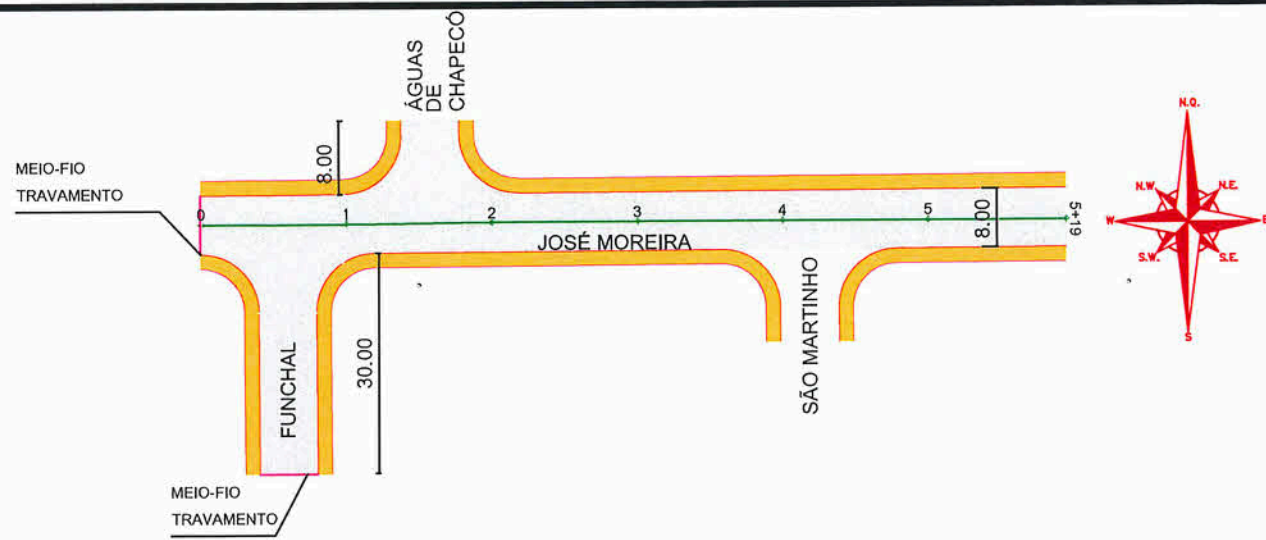 ÁGUAS
DE
CHAPECÓ
8.00
MEIO-FIO
TRAVAMENTO
0
1
2
3
4
5
5+19
8.00
JOSÉ MOREIRA
FUNCHAL
30.00
SÃO MARTINHO
MEIO-FIO
TRAVAMENTO
N.Q.
N.W
N.E.
W
E
S.W.
S.E.
S